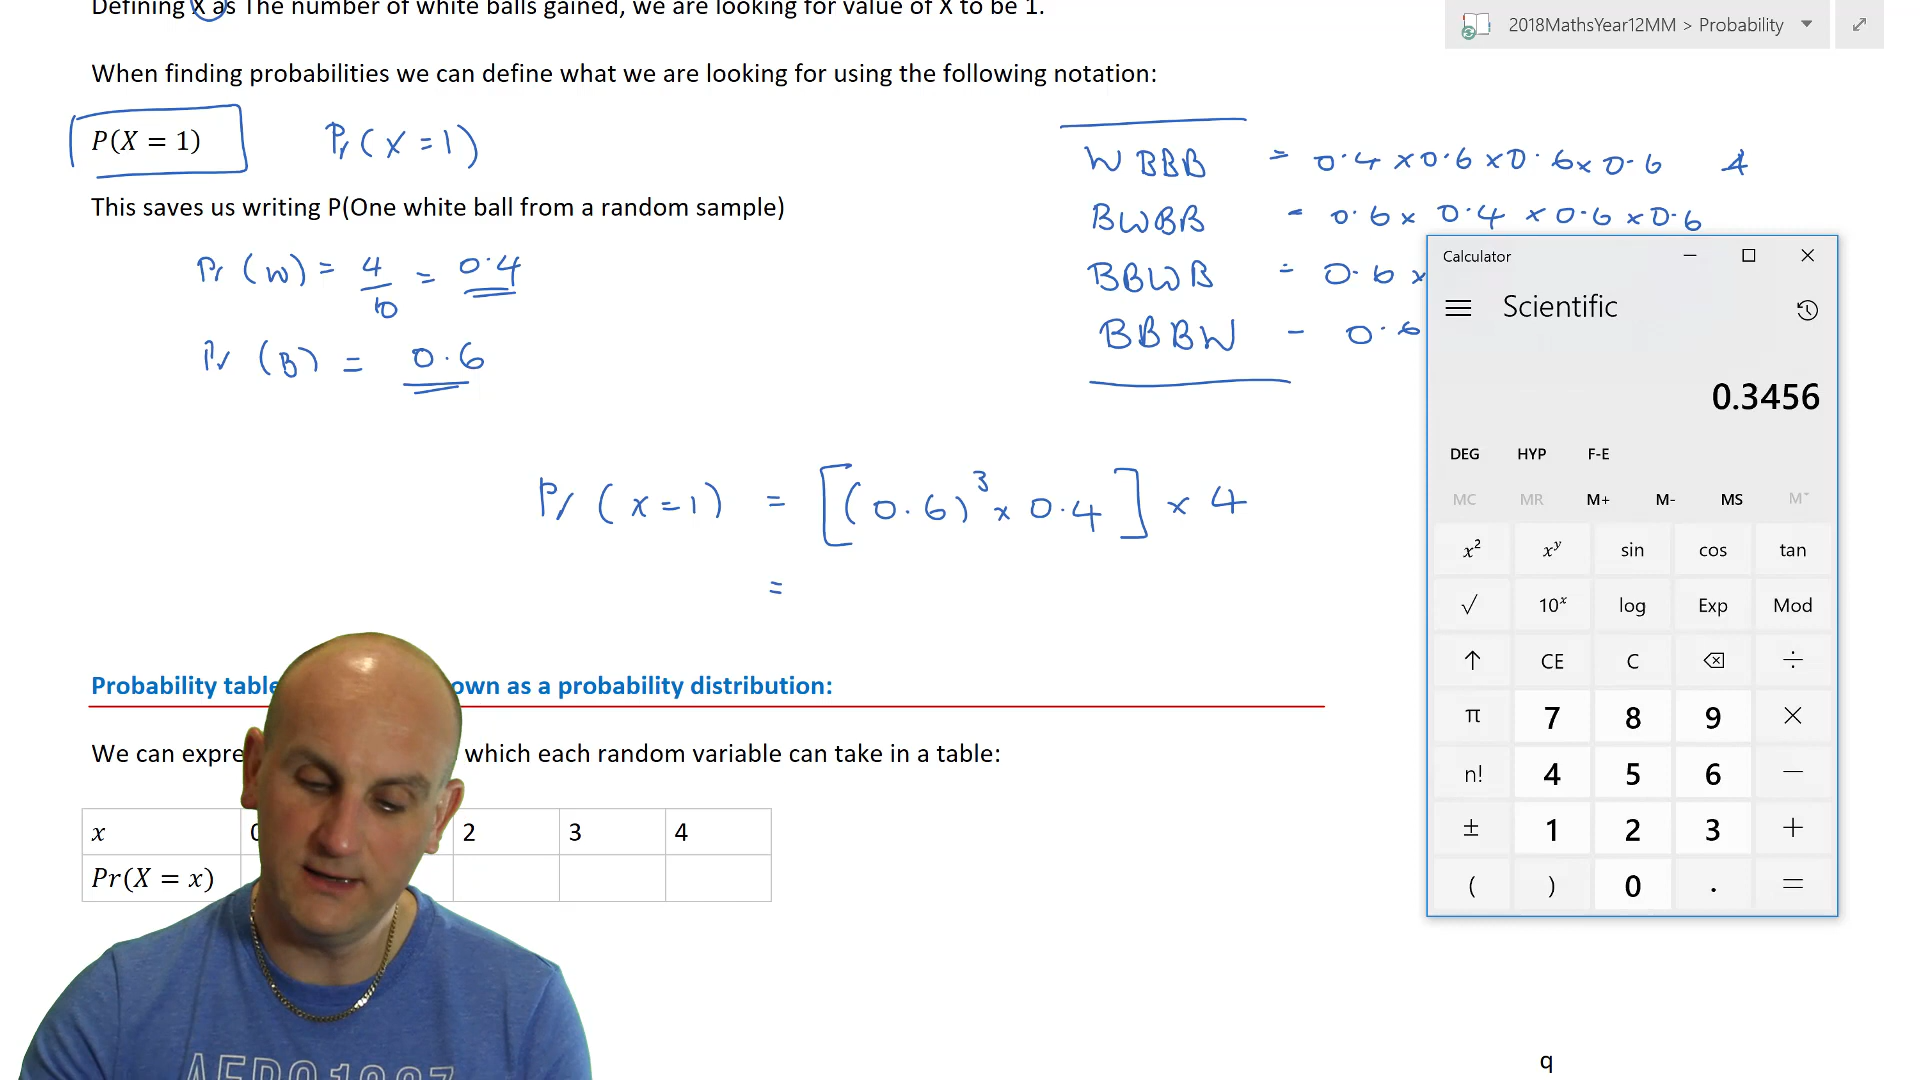 Defining X as The number of white balls gained, we are looking for value of X to be 1.
2018MathsYear12MM > Probability
When finding probabilities we can define what we are looking for using the following notation:
P(X = 1)
Pr(X=1)
This saves us writing P(One white ball from a random sample)
Pr (W) = 4/10 = 0.4
Pr (B) = 0.6
WBBB = 0.4 x 0.6 x 0.6 x 0.6
BWBB = 0.6 x 0.4 x 0.6 x 0.6
BBWB = 0.6 x
BBBW = 0.6
Pr (x=1) = [(0.6)³ x 0.4] x 4
=
Calculator
Scientific
0.3456
DEG HYP F-E
MC MR M+ M- MS M˅
x² xʸ sin cos tan
√ 10ˣ log Exp Mod
↑ CE C ⌫ ÷
π 7 8 9 ×
n! 4 5 6 −
± 1 2 3 +
( ) 0 . =
Probability table own as a probability distribution:
We can expre which each random variable can take in a table:
x 0 2 3 4
Pr(X = x)
q